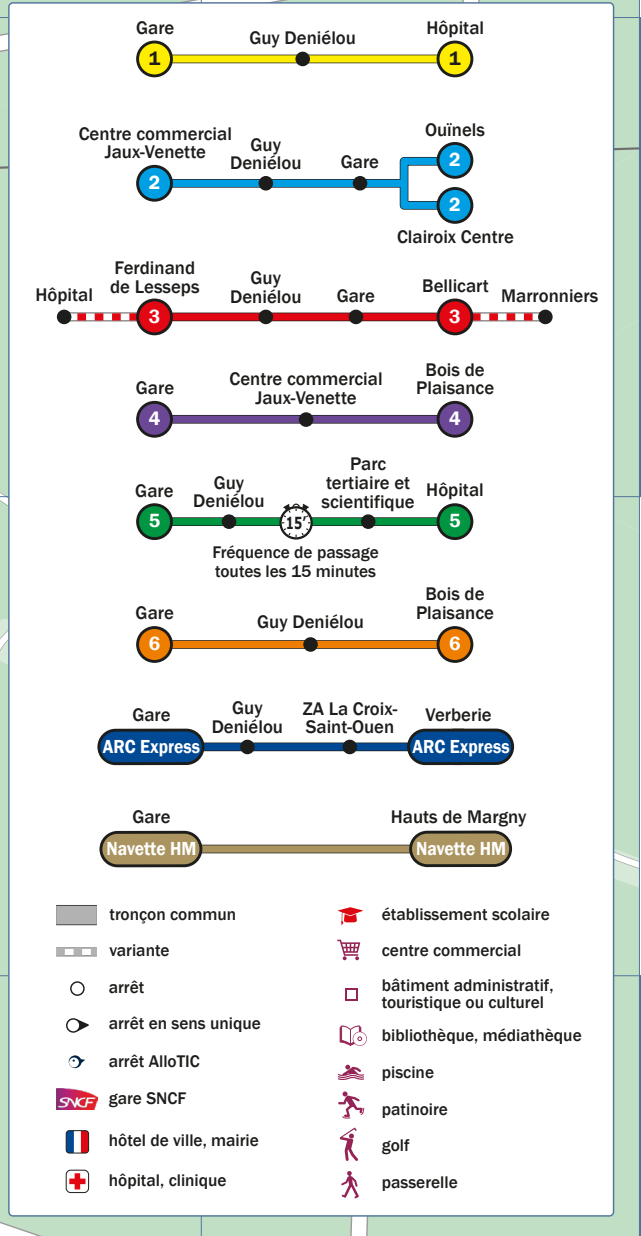 Gare
Guy Deniélou
Hôpital
1
1
Centre commercial
Jaux-Venette
Guy
Deniélou
Gare
Ouïnels
2
2
2
Clairoix Centre
Hôpital
Ferdinand
de Lesseps
Guy
Deniélou
Gare
Bellicart
Marronniers
3
3
Gare
Centre commercial
Jaux-Venette
Bois de
Plaisance
4
4
Gare
Guy
Deniélou
Parc
tertiaire et
scientifique
Hôpital
5
15'
5
Fréquence de passage
toutes les 15 minutes
Gare
Guy Deniélou
Bois de
Plaisance
6
6
Gare
Guy
Deniélou
ZA La Croix-
Saint-Ouen
Verberie
ARC Express
ARC Express
Gare
Hauts de Margny
Navette HM
Navette HM
tronçon commun
variante
arrêt
arrêt en sens unique
arrêt AlloTIC
SNCF
gare SNCF
hôtel de ville, mairie
hôpital, clinique
établissement scolaire
centre commercial
bâtiment administratif,
touristique ou culturel
bibliothèque, médiathèque
piscine
patinoire
golf
passerelle